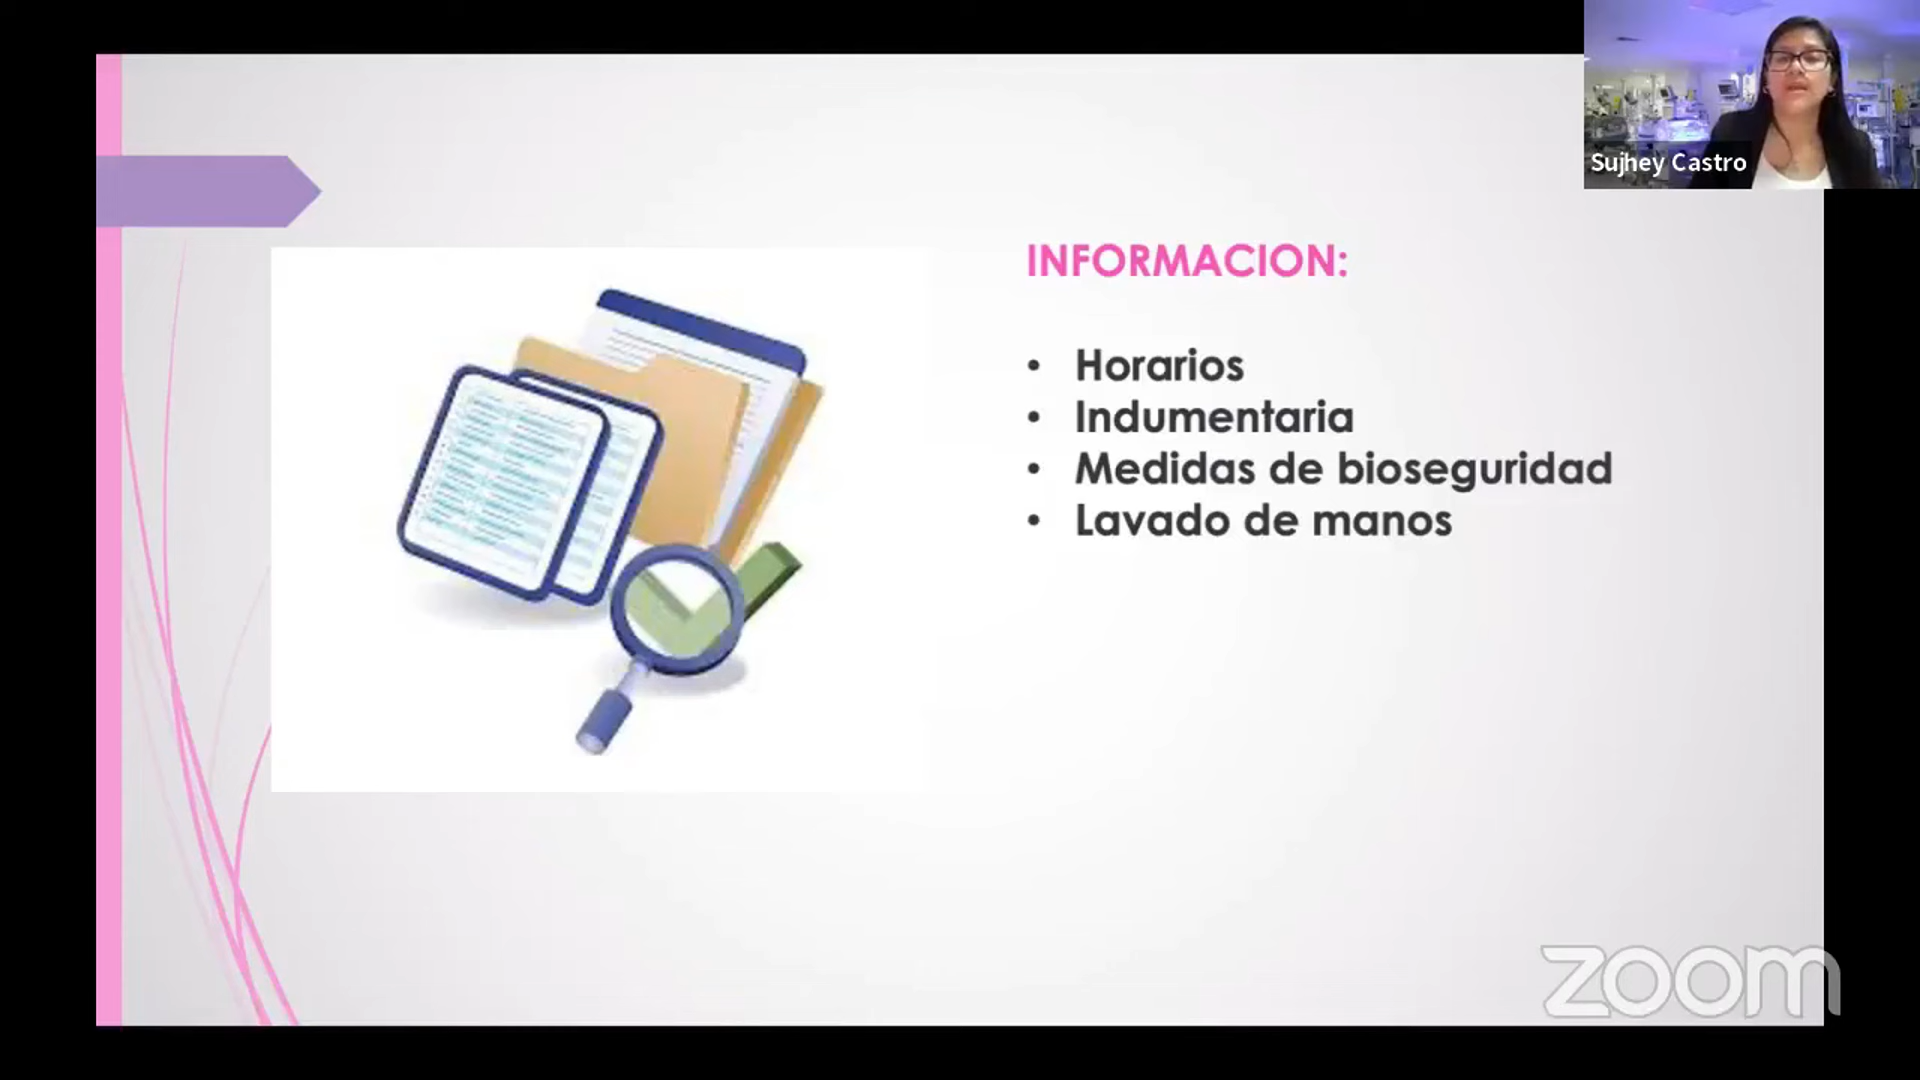 Sujhey Castro
INFORMACION:
• Horarios
• Indumentaria
• Medidas de bioseguridad
• Lavado de manos
zoom